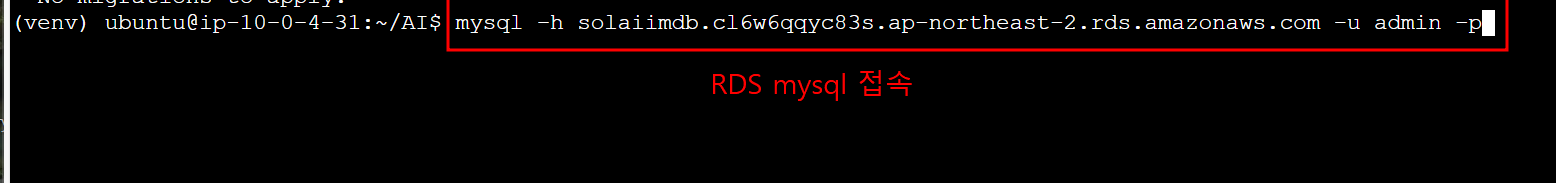 No migrations to apply.
(venv) ubuntu@ip-10-0-4-31:~/AI$ mysql -h solaiimdb.cl6w6qqyc83s.ap-northeast-2.rds.amazonaws.com -u admin -p
RDS mysql 접속